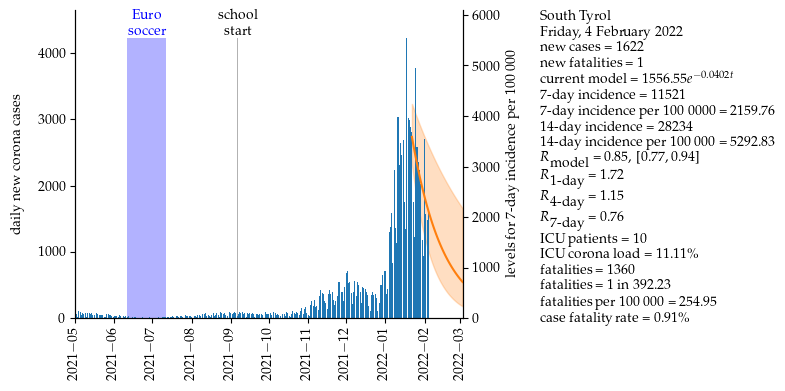 Euro
soccer
school
start
4000
3000
2000
1000
0
daily new corona cases
6000
5000
4000
3000
2000
1000
0
levels for 7-day incidence per 100 000
2021−05
2021−06
2021−07
2021−08
2021−09
2021−10
2021−11
2021−12
2022−01
2022−02
2022−03
South Tyrol
Friday, 4 February 2022
new cases = 1622
new fatalities = 1
current model = 1556.55e^{−0.0402t}
7-day incidence = 11521
7-day incidence per 100 0000 = 2159.76
14-day incidence = 28234
14-day incidence per 100 000 = 5292.83
R_model = 0.85, [0.77, 0.94]
R_1-day = 1.72
R_4-day = 1.15
R_7-day = 0.76
ICU patients = 10
ICU corona load = 11.11%
fatalities = 1360
fatalities = 1 in 392.23
fatalities per 100 000 = 254.95
case fatality rate = 0.91%